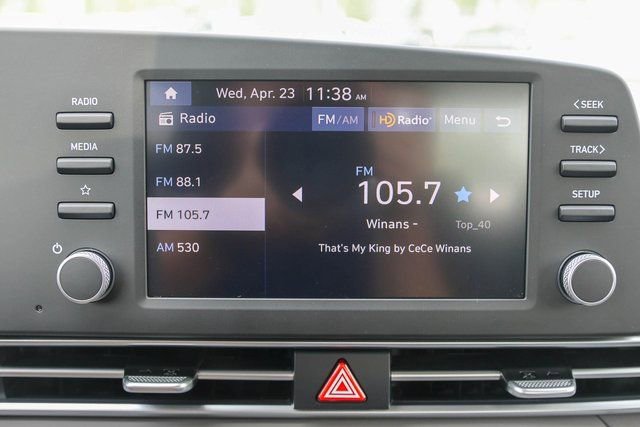 Wed, Apr. 23 11:38 AM
RADIO
MEDIA
Radio FM/AM HD Radio Menu
FM 87.5
FM 88.1
FM 105.7
AM 530
FM
105.7
Winans - Top_40
That's My King by CeCe Winans
<SEEK
TRACK>
SETUP